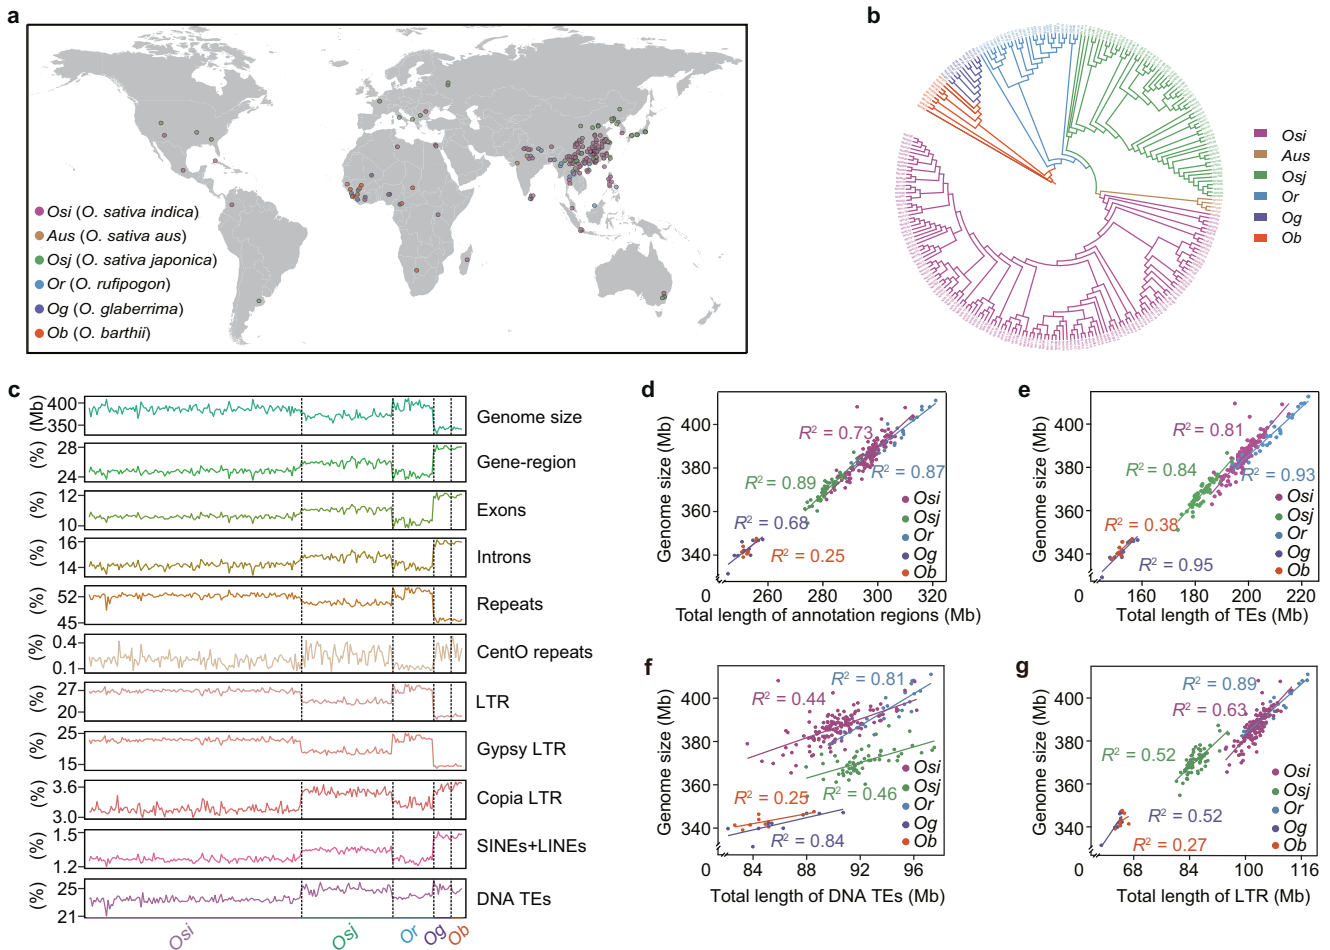 a
Osi (O. sativa indica)
Aus (O. sativa aus)
Osj (O. sativa japonica)
Or (O. rufipogon)
Og (O. glaberrima)
Ob (O. barthii)
b
Osi
Aus
Osj
Or
Og
Ob
c
(Mb)
400
350
Genome size
(%)
28
24
Gene-region
(%)
12
10
Exons
(%)
16
14
Introns
(%)
52
45
Repeats
(%)
0.4
0.1
CentO repeats
(%)
27
20
LTR
(%)
25
15
Gypsy LTR
(%)
3.6
3.0
Copia LTR
(%)
1.5
1.2
SINEs+LINEs
(%)
25
21
DNA TEs
Osi
Osj
Or
Og
Ob
d
Genome size (Mb)
400
380
360
340
0
R² = 0.73
R² = 0.87
R² = 0.89
R² = 0.68
R² = 0.25
Osi
Osj
Or
Og
Ob
0 260 280 300 320
Total length of annotation regions (Mb)
e
Genome size (Mb)
400
380
360
340
R² = 0.81
R² = 0.84
R² = 0.93
R² = 0.38
R² = 0.95
Osi
Osj
Or
Og
Ob
0 160 180 200 220
Total length of TEs (Mb)
f
Genome size (Mb)
400
380
360
340
R² = 0.81
R² = 0.44
R² = 0.46
R² = 0.25
R² = 0.84
Osi
Osj
Or
Og
Ob
0 84 88 92 96
Total length of DNA TEs (Mb)
g
Genome size (Mb)
400
380
360
340
R² = 0.89
R² = 0.63
R² = 0.52
R² = 0.52
R² = 0.27
Osi
Osj
Or
Og
Ob
0 68 84 100 116
Total length of LTR (Mb)